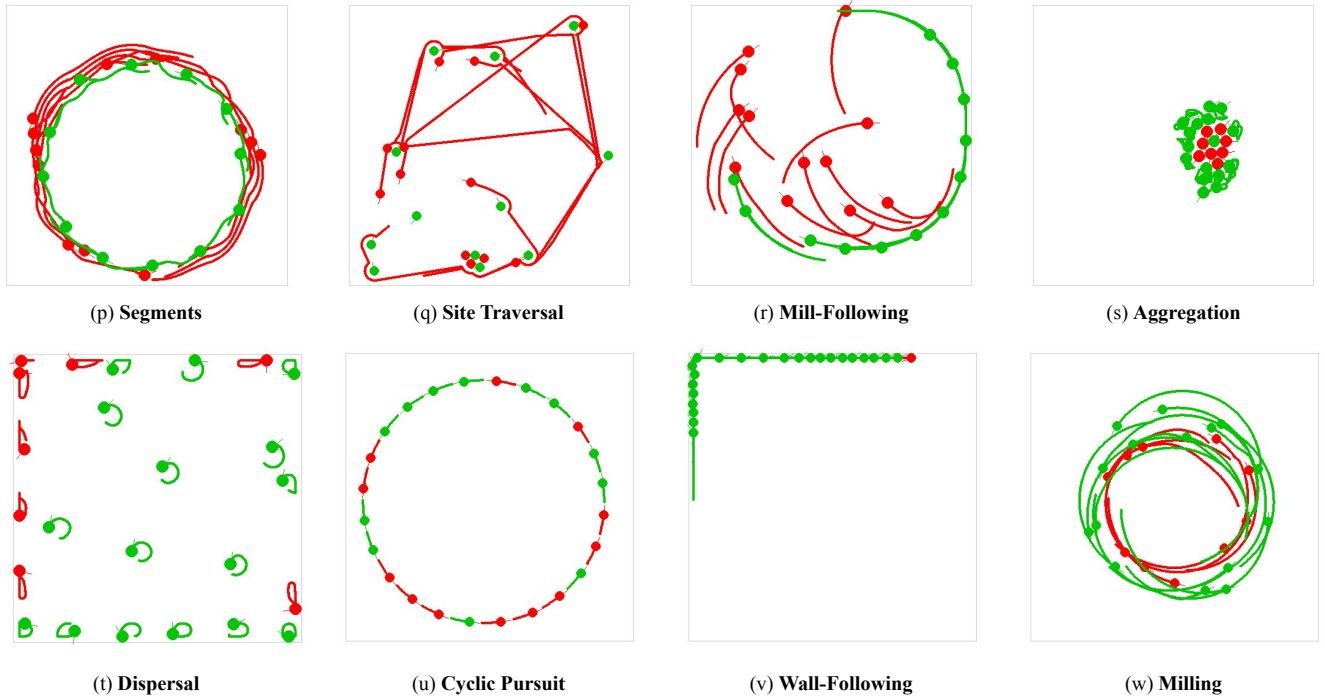 (p) Segments
(q) Site Traversal
(r) Mill-Following
(s) Aggregation
(t) Dispersal
(u) Cyclic Pursuit
(v) Wall-Following
(w) Milling